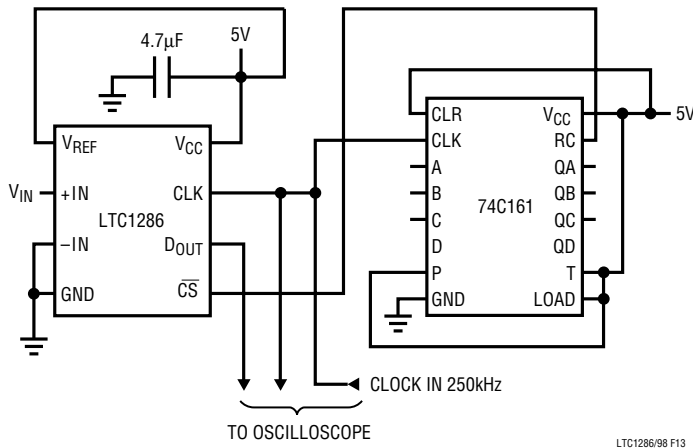 4.7µF
5V
VREF
VCC
VIN
+IN
CLK
LTC1286
–IN
DOUT
GND
CS
CLR
VCC
5V
CLK
RC
A
QA
B
QB
74C161
C
QC
D
QD
P
T
GND
LOAD
CLOCK IN 250kHz
TO OSCILLOSCOPE
LTC1286/98 F13